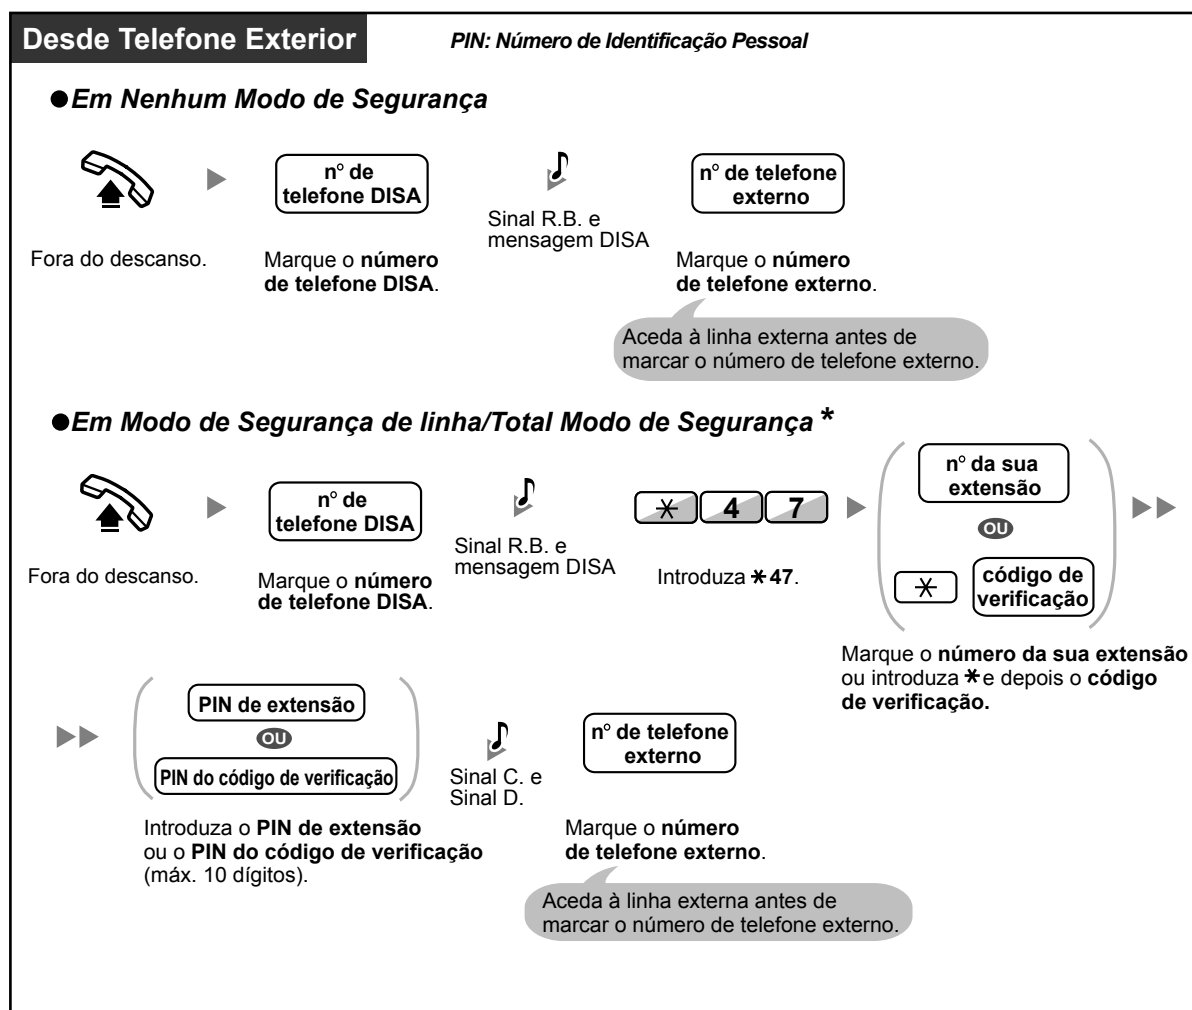 Desde Telefone Exterior
PIN: Número de Identificação Pessoal
●Em Nenhum Modo de Segurança
n° de
telefone DISA
n° de telefone
externo
Sinal R.B. e
mensagem DISA
Fora do descanso.
Marque o número
de telefone DISA.
Marque o número
de telefone externo.
Aceda à linha externa antes de
marcar o número de telefone externo.
●Em Modo de Segurança de linha/Total Modo de Segurança *
n° de
telefone DISA
Sinal R.B. e
mensagem DISA
* 4 7
n° da sua
extensão
OU
* código de
verificação
Fora do descanso.
Marque o número
de telefone DISA.
Introduza *47.
Marque o número da sua extensão
ou introduza * e depois o código
de verificação.
PIN de extensão
OU
PIN do código de verificação
Sinal C. e
Sinal D.
n° de telefone
externo
Introduza o PIN de extensão
ou o PIN do código de verificação
(máx. 10 dígitos).
Marque o número
de telefone externo.
Aceda à linha externa antes de
marcar o número de telefone externo.